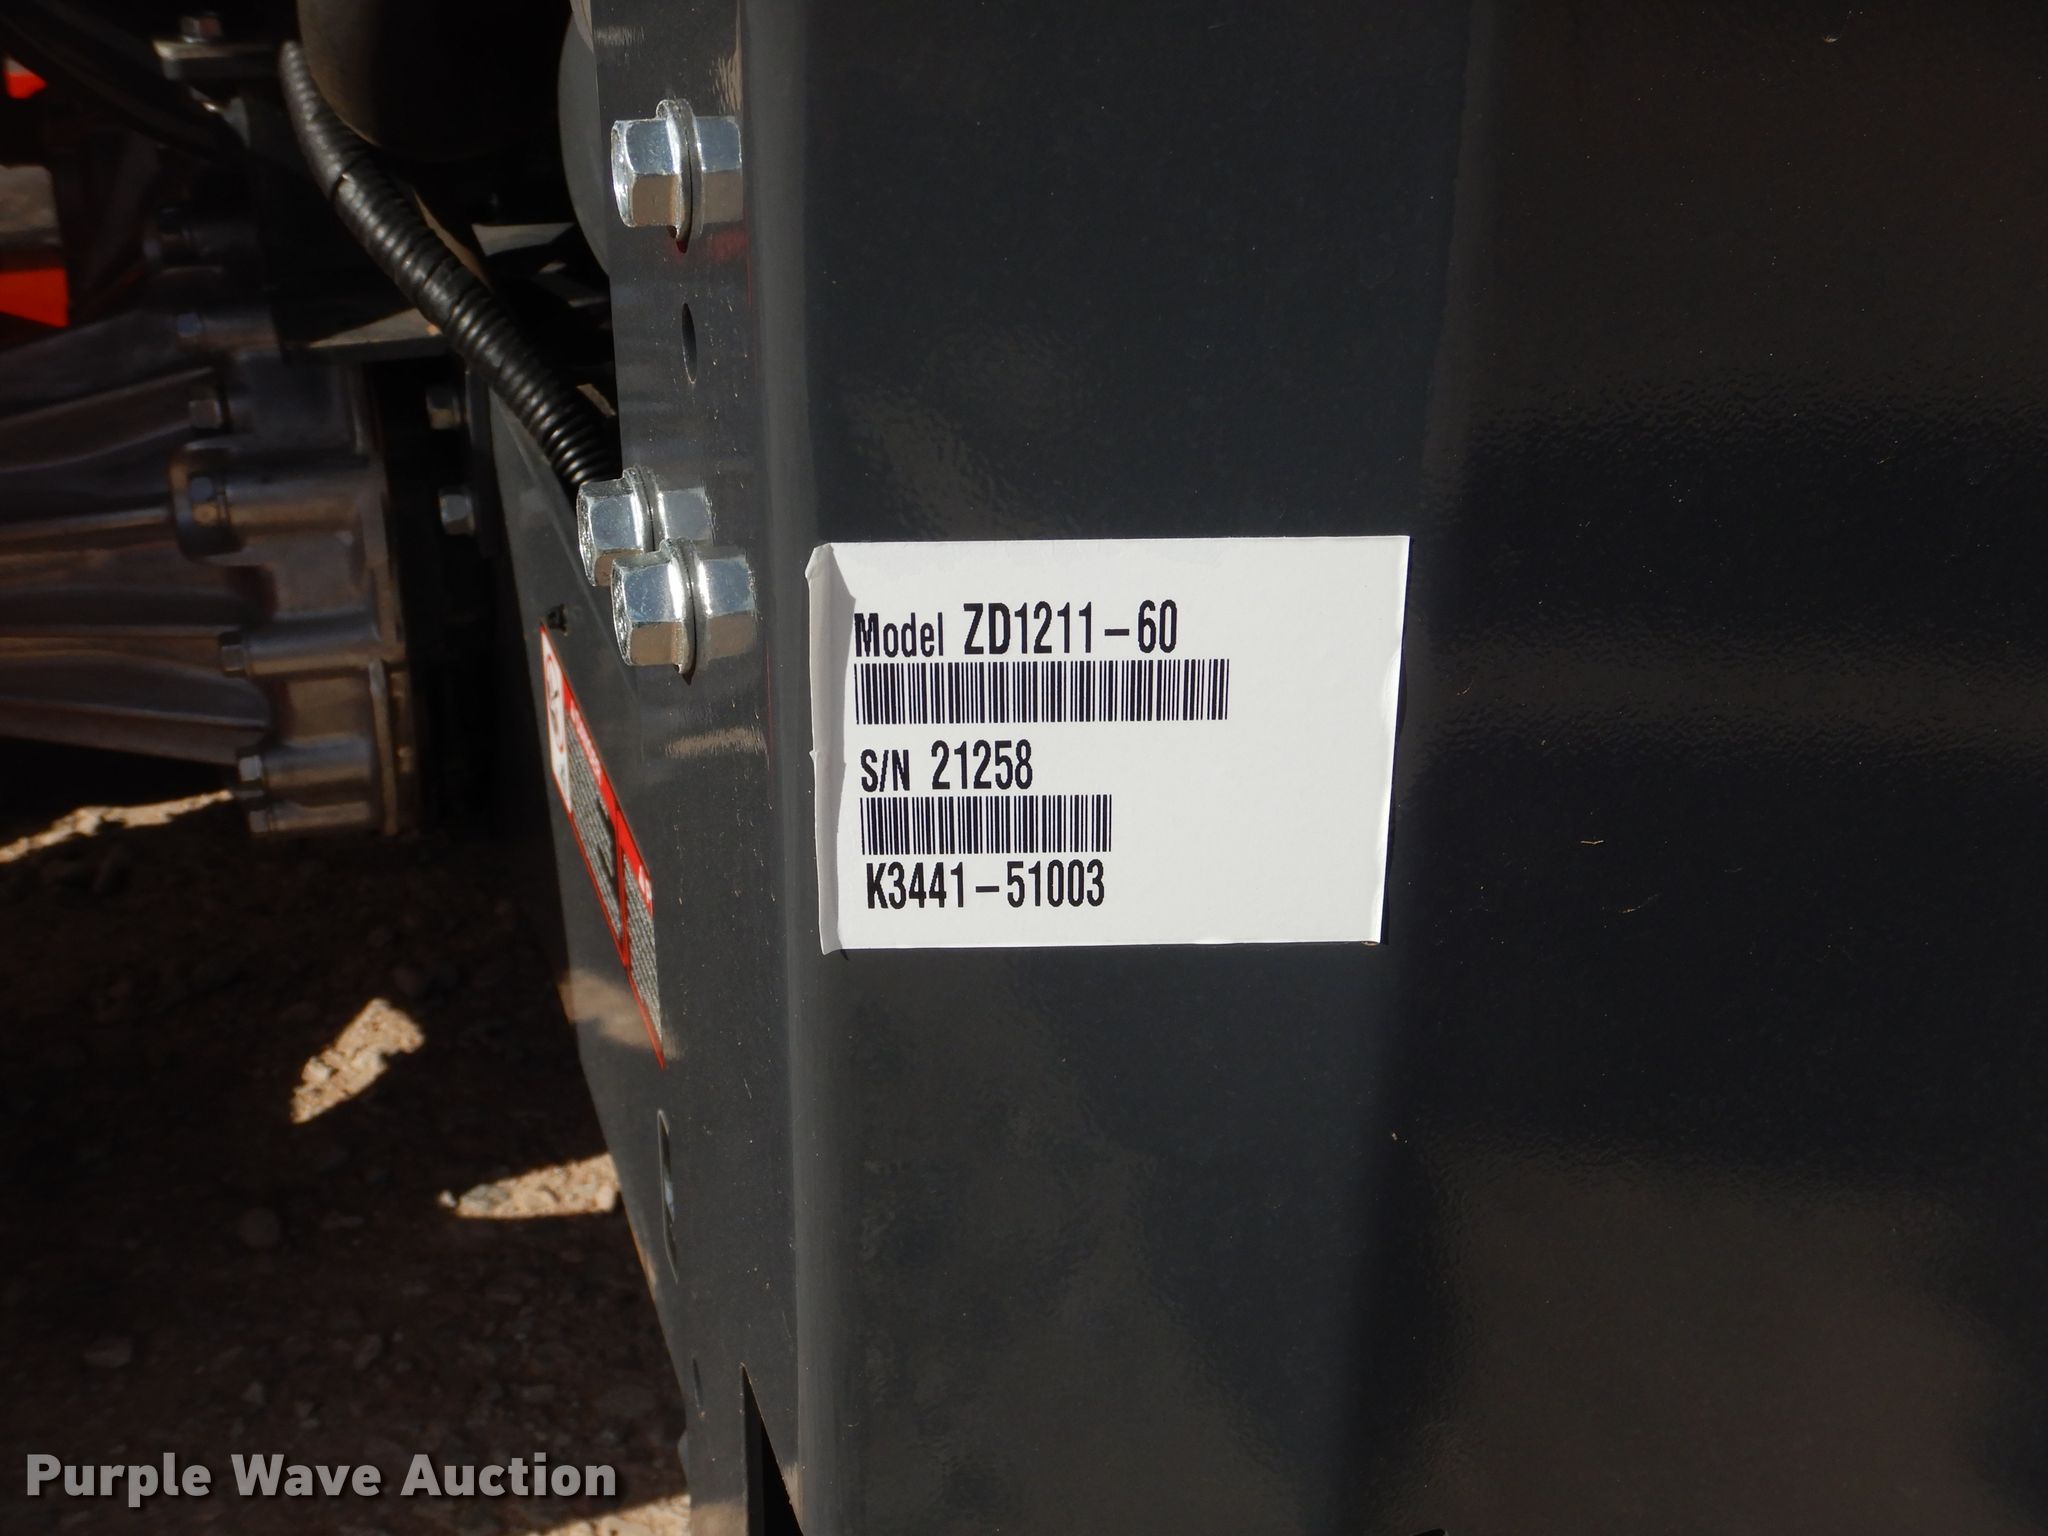 Model ZD1211-60
S/N 21258
K3441-51003
Purple Wave Auction